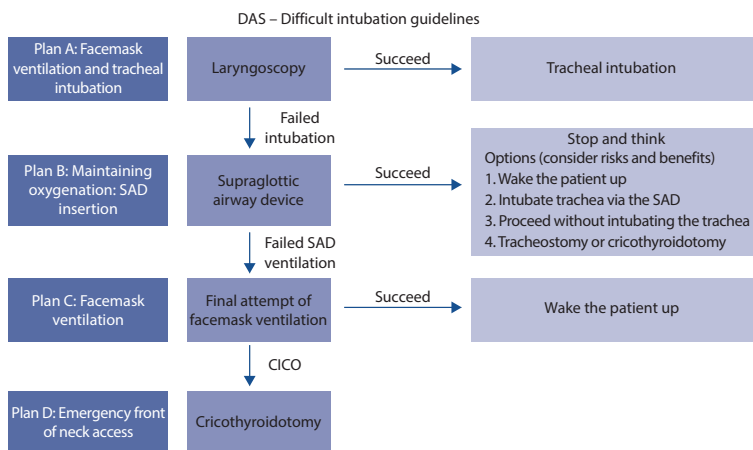 DAS – Difficult intubation guidelines
Plan A: Facemask
ventilation and tracheal
intubation
Laryngoscopy
Succeed
Tracheal intubation
Failed
intubation
Plan B: Maintaining
oxygenation: SAD
insertion
Supraglottic
airway device
Succeed
Stop and think
Options (consider risks and benefits)
1. Wake the patient up
2. Intubate trachea via the SAD
3. Proceed without intubating the trachea
4. Tracheostomy or cricothyroidotomy
Failed SAD
ventilation
Plan C: Facemask
ventilation
Final attempt of
facemask ventilation
Succeed
Wake the patient up
CICO
Plan D: Emergency front
of neck access
Cricothyroidotomy